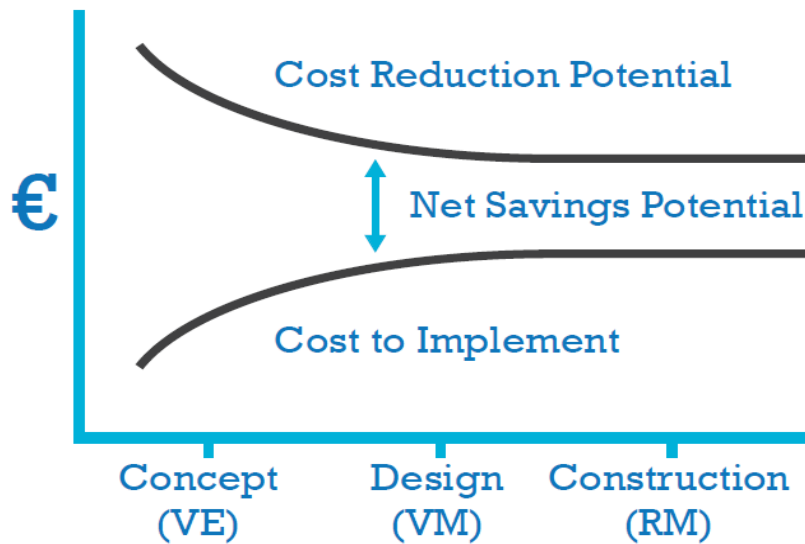 Cost Reduction Potential
€
Net Savings Potential
Cost to Implement
Concept
(VE)
Design
(VM)
Construction
(RM)